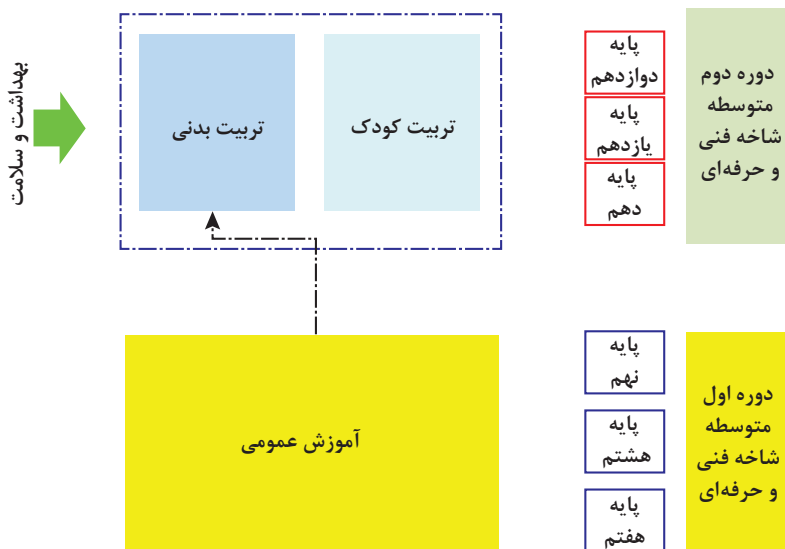 پایه
دوازدهم
پایه
یازدهم
پایه
دهم
دوره دوم
متوسطه
شاخه فنی
و حرفه‌ای
تربیت کودک
تربیت بدنی
بهداشت و سلامت
پایه
نهم
پایه
هشتم
پایه
هفتم
دوره اول
متوسطه
شاخه فنی
و حرفه‌ای
آموزش عمومی